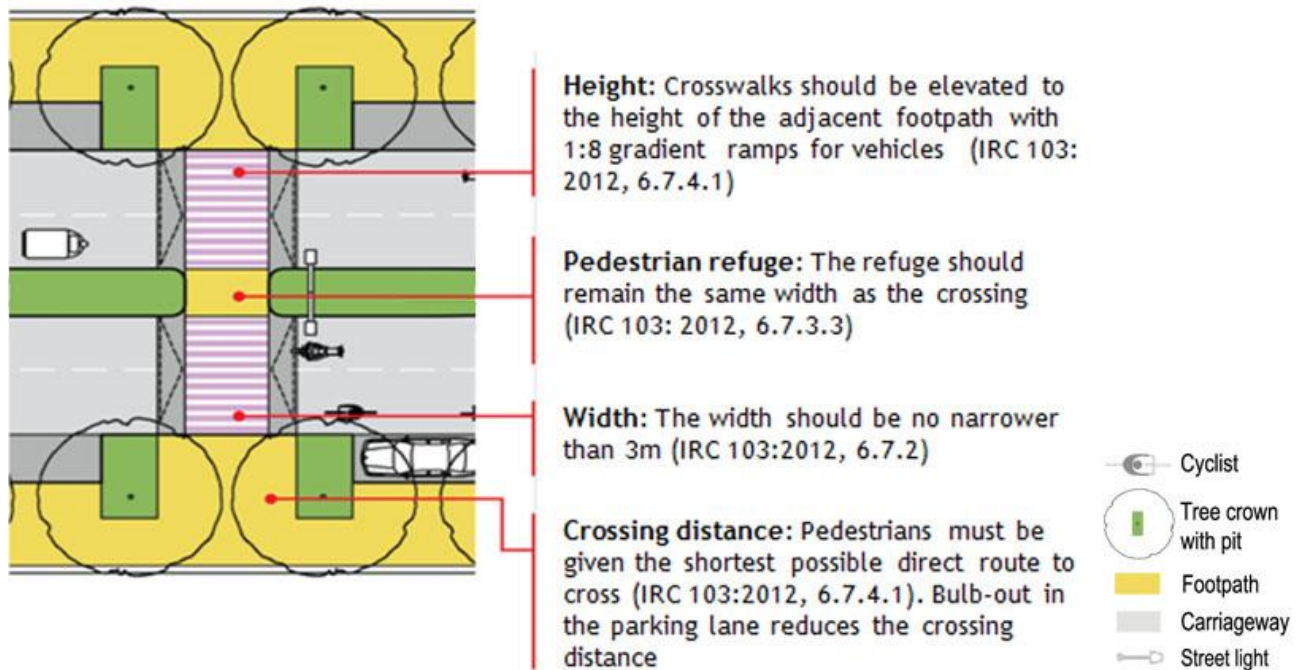 Height: Crosswalks should be elevated to
the height of the adjacent footpath with
1:8 gradient ramps for vehicles (IRC 103:
2012, 6.7.4.1)
Pedestrian refuge: The refuge should
remain the same width as the crossing
(IRC 103: 2012, 6.7.3.3)
Width: The width should be no narrower
than 3m (IRC 103:2012, 6.7.2)
Crossing distance: Pedestrians must be
given the shortest possible direct route to
cross (IRC 103:2012, 6.7.4.1). Bulb-out in
the parking lane reduces the crossing
distance
Cyclist
Tree crown
with pit
Footpath
Carriageway
Street light